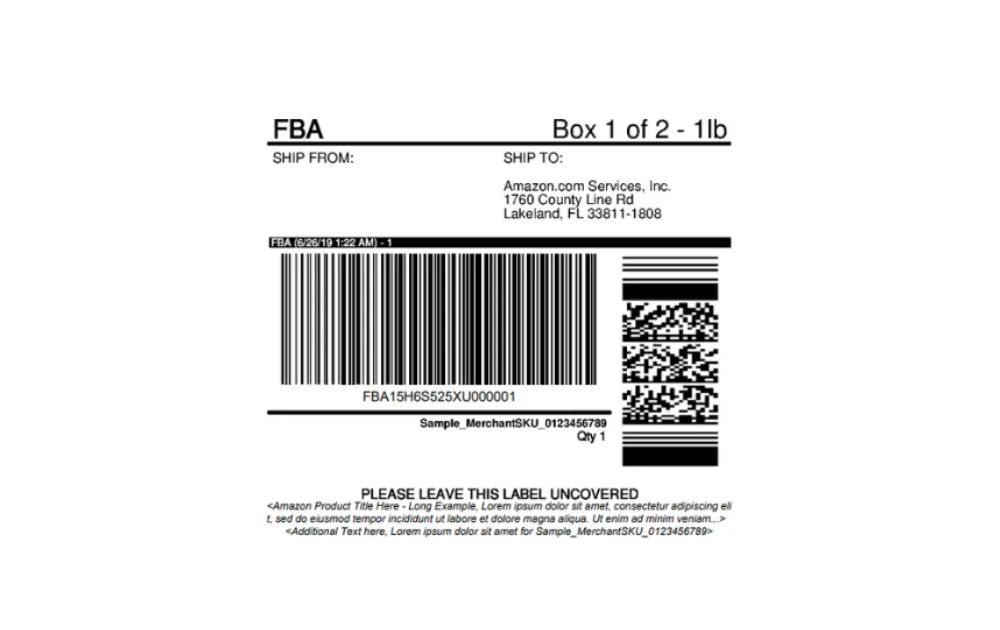 FBA Box 1 of 2 - 1lb
SHIP FROM: SHIP TO:
Amazon.com Services, Inc.
1760 County Line Rd
Lakeland, FL 33811-1808
FBA (6/26/19 1:22 AM) - 1
FBA15H6S525XU000001
Sample_MerchantSKU_0123456789
Qty 1
PLEASE LEAVE THIS LABEL UNCOVERED
<Amazon Product Title Here - Long Example, Lorem ipsum dolor sit amet, consectetur adipiscing eli
t, sed do eiusmod tempor incididunt ut labore et dolore magna aliqua. Ut enim ad minim veniam...>
<Additional Text here, Lorem ipsum dolor sit amet for Sample_MerchantSKU_0123456789>